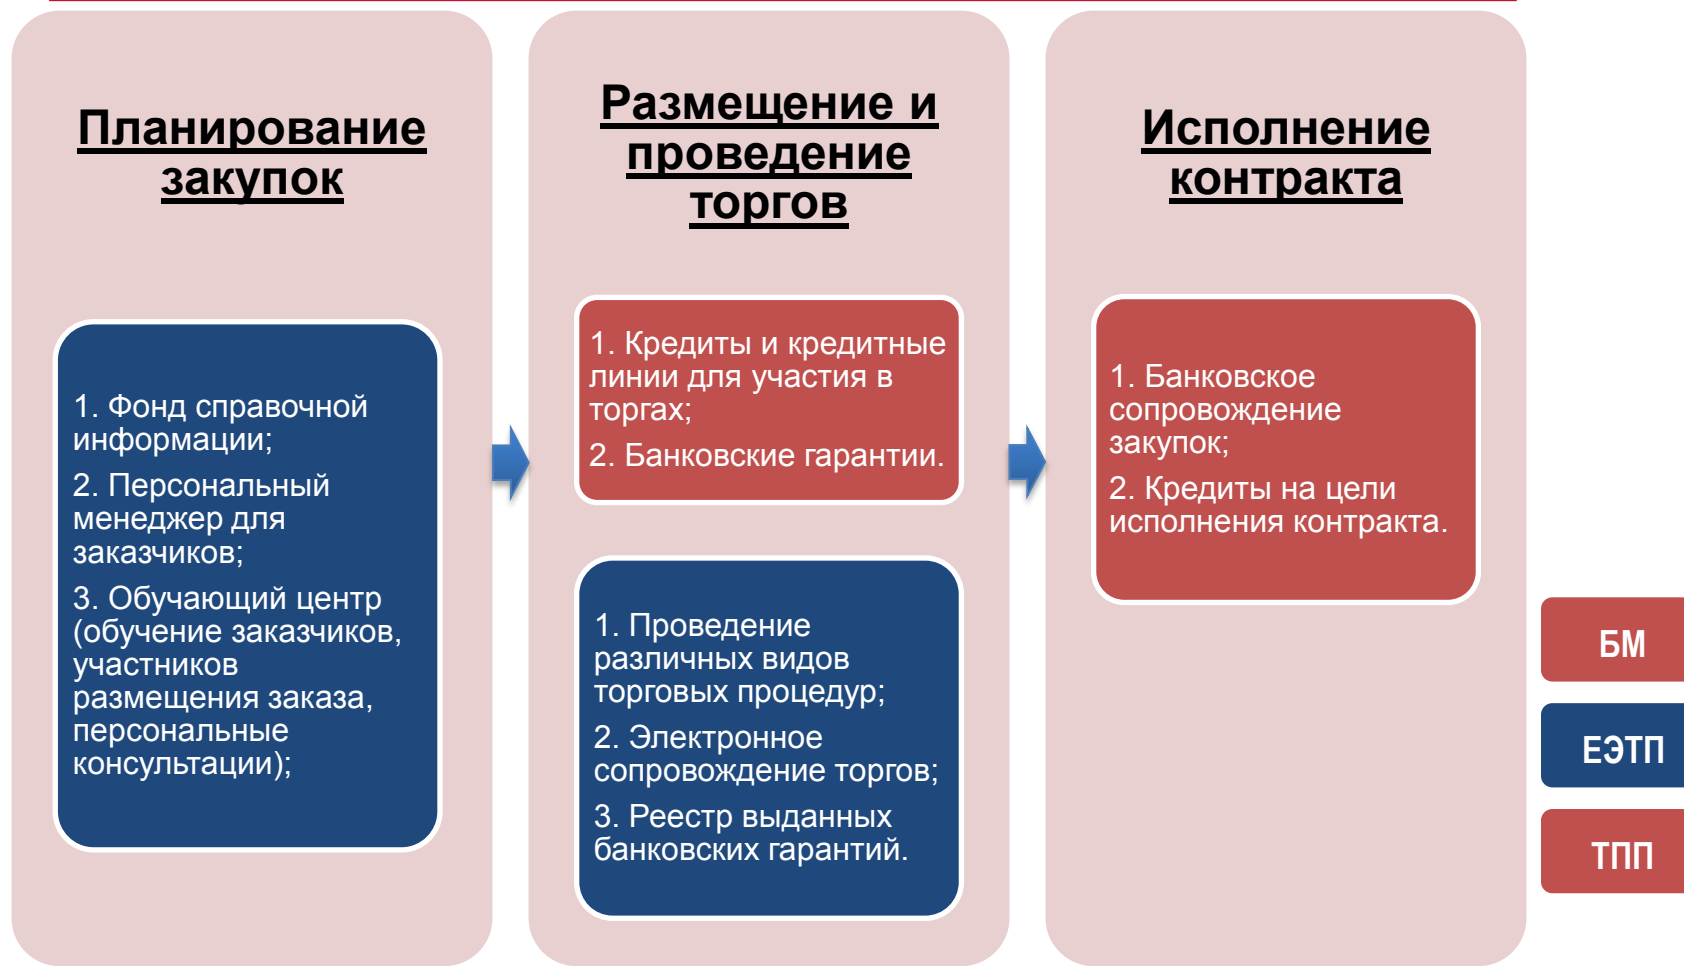 Планирование
закупок
1. Фонд справочной
информации;
2. Персональный
менеджер для
заказчиков;
3. Обучающий центр
(обучение заказчиков,
участников
размещения заказа,
персональные
консультации);
Размещение и
проведение
торгов
1. Кредиты и кредитные
линии для участия в
торгах;
2. Банковские гарантии.
1. Проведение
различных видов
торговых процедур;
2. Электронное
сопровождение торгов;
3. Реестр выданных
банковских гарантий.
Исполнение
контракта
1. Банковское
сопровождение
закупок;
2. Кредиты на цели
исполнения контракта.
БМ
ЕЭТП
ТПП